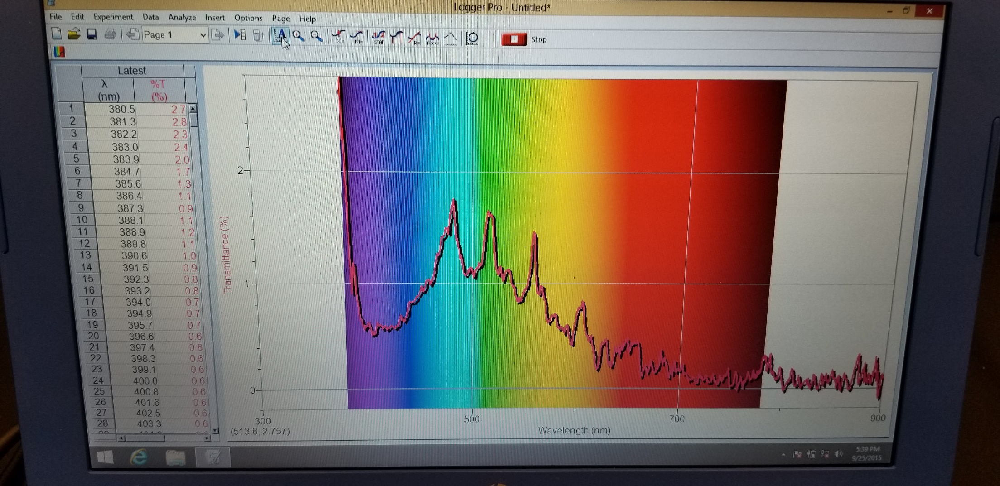 Logger Pro - Untitled*
File Edit Experiment Data Analyze Insert Options Page Help
Page 1
Stop
Latest
λ %T
(nm) (%)
1 380.5 2.7
2 381.3 2.8
3 382.2 2.3
4 383.0 2.4
5 383.9 2.0
6 384.7 1.7
7 385.6 1.3
8 386.4 1.1
9 387.3 0.9
10 388.1 1.1
11 388.9 1.2
12 389.8 1.1
13 390.6 1.0
14 391.5 0.9
15 392.3 0.8
16 393.2 0.8
17 394.0 0.7
18 394.9 0.7
19 395.7 0.7
20 396.6 0.6
21 397.4 0.6
22 398.3 0.6
23 399.1 0.6
24 400.0 0.6
25 400.8 0.6
26 401.6 0.6
27 402.5 0.6
28 403.3 0.6
Transmittance (%)
2
1
0
300 500 700 900
(513.8, 2.757)
Wavelength (nm)
5:39 PM
9/25/2015